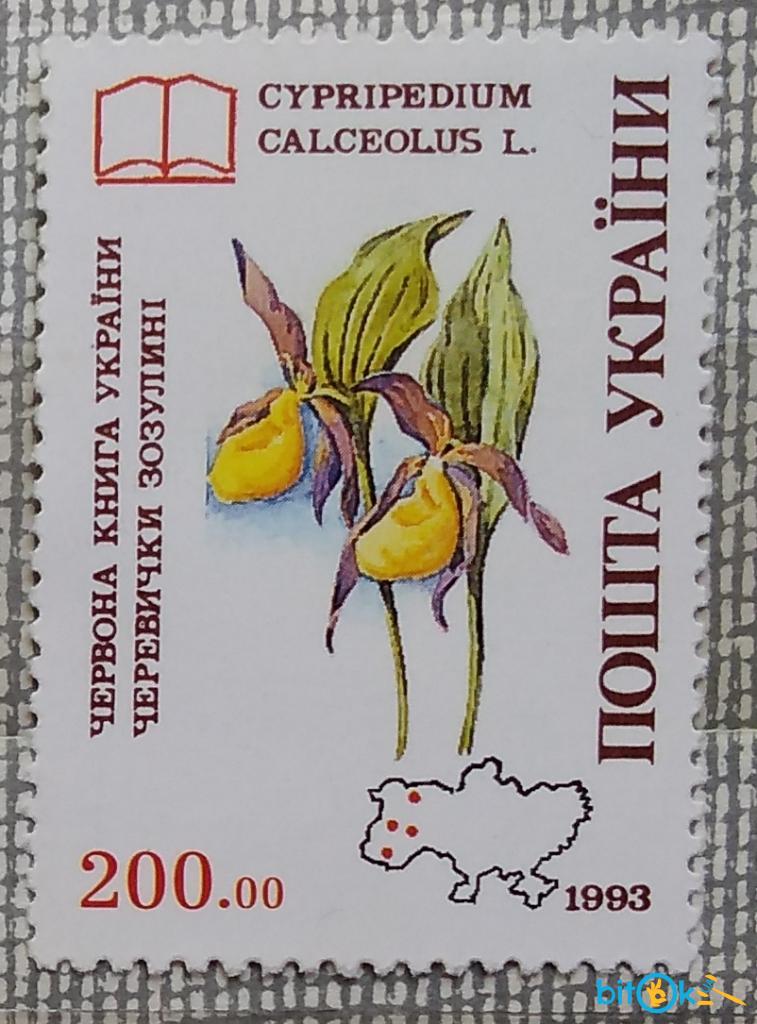 CYPRIPEDIUM
CALCEOLUS L.
ПОШТА УКРАЇНИ
ЧЕРВОНА КНИГА УКРАЇНИ
ЧЕРЕВИЧКИ ЗОЗУЛИНІ
200.00
1993
bitok